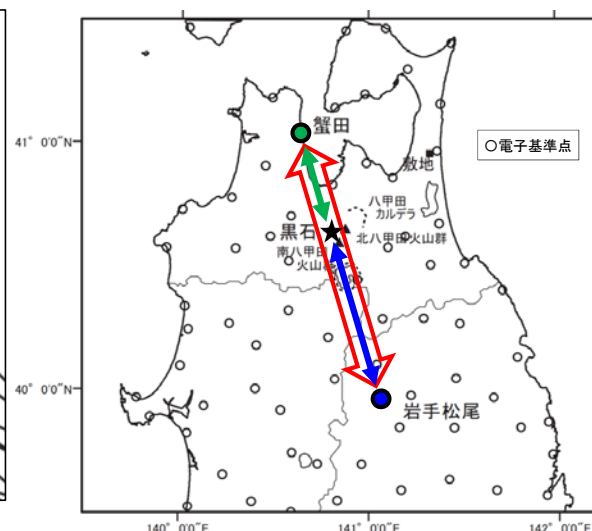 41° 0′0″N
蟹田
○電子基準点
敷地
八甲田
カルデラ
黒石
北八甲田火山群
南八甲田
火山群
40° 0′0″N
岩手松尾
140° 0′0″E
141° 0′0″E
142° 0′0″E